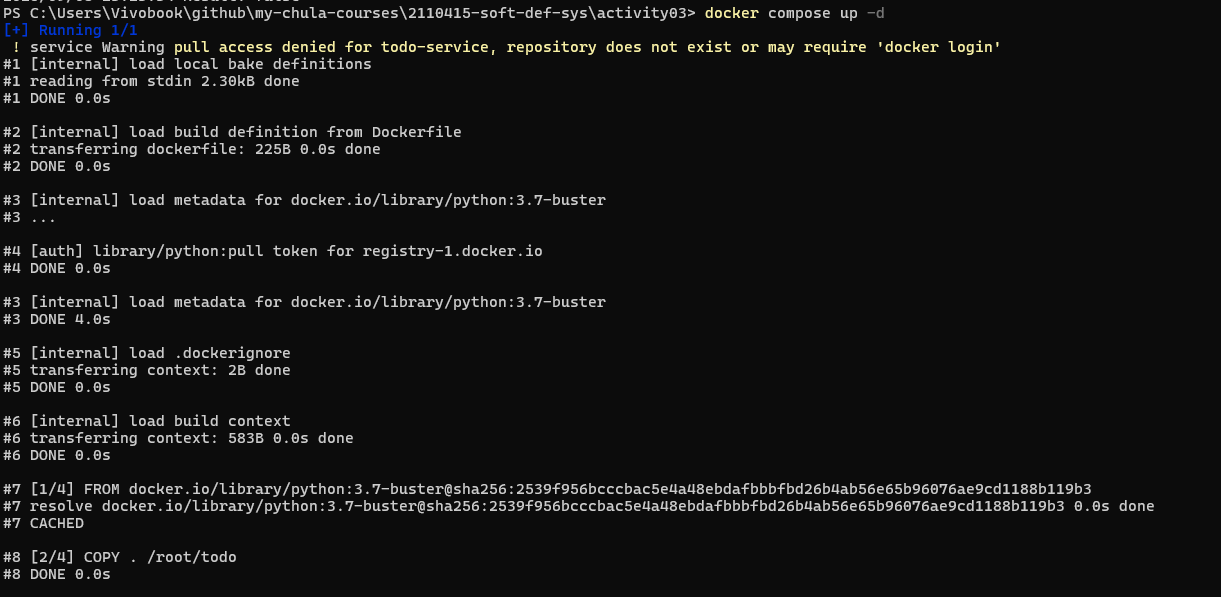 PS C:\Users\Vivobook\github\my-chula-courses\2110415-soft-def-sys\activity03> docker compose up -d
[+] Running 1/1
! service Warning pull access denied for todo-service, repository does not exist or may require 'docker login'
#1 [internal] load local bake definitions
#1 reading from stdin 2.30kB done
#1 DONE 0.0s
#2 [internal] load build definition from Dockerfile
#2 transferring dockerfile: 225B 0.0s done
#2 DONE 0.0s
#3 [internal] load metadata for docker.io/library/python:3.7-buster
#3 ...
#4 [auth] library/python:pull token for registry-1.docker.io
#4 DONE 0.0s
#3 [internal] load metadata for docker.io/library/python:3.7-buster
#3 DONE 4.0s
#5 [internal] load .dockerignore
#5 transferring context: 2B done
#5 DONE 0.0s
#6 [internal] load build context
#6 transferring context: 583B 0.0s done
#6 DONE 0.0s
#7 [1/4] FROM docker.io/library/python:3.7-buster@sha256:2539f956bcccbac5e4a48ebdafbbbfbd26b4ab56e65b96076ae9cd1188b119b3
#7 resolve docker.io/library/python:3.7-buster@sha256:2539f956bcccbac5e4a48ebdafbbbfbd26b4ab56e65b96076ae9cd1188b119b3 0.0s done
#7 CACHED
#8 [2/4] COPY . /root/todo
#8 DONE 0.0s